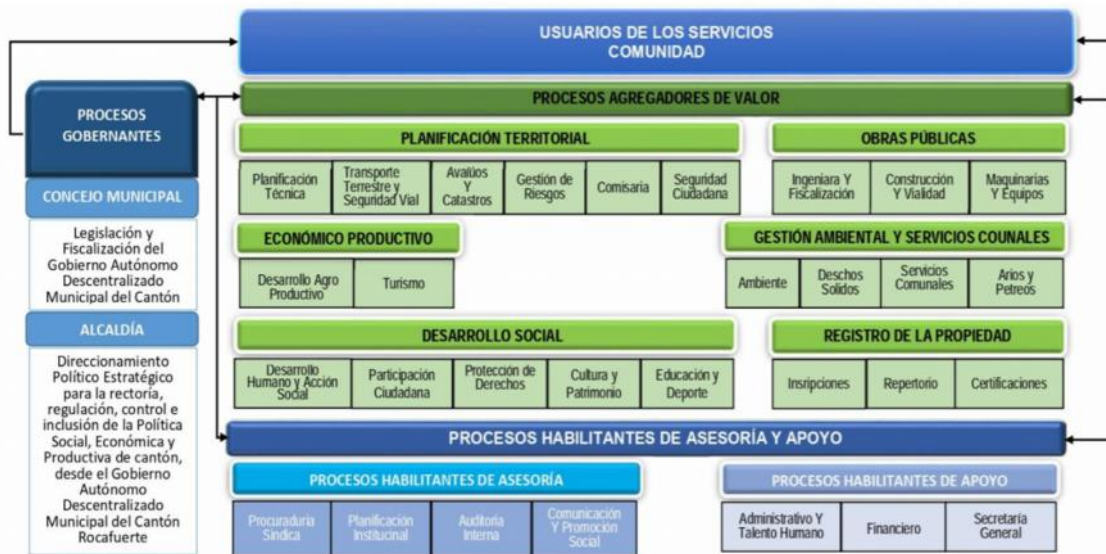 USUARIOS DE LOS SERVICIOS
COMUNIDAD
PROCESOS
GOBERNANTES
CONCEJO MUNICIPAL
Legislación y
Fiscalización del
Gobierno Autónomo
Descentralizado
Municipal del Cantón
ALCALDÍA
Direccionamiento
Político Estratégico
para la rectoría,
regulación, control e
inclusión de la Política
Social, Económica y
Productiva de cantón,
desde el Gobierno
Autónomo
Descentralizado
Municipal del Cantón
Rocafuerte
PROCESOS AGREGADORES DE VALOR
PLANIFICACIÓN TERRITORIAL
Planificación
Técnica
Transporte
Terrestre y
Seguridad Vial
Avalúos
Y
Catastros
Gestión de
Riesgos
Comisaria
Seguridad
Ciudadana
OBRAS PÚBLICAS
Ingeniara Y
Fiscalización
Construcción
Y Vialidad
Maquinarias
Y Equipos
ECONÓMICO PRODUCTIVO
Desarrollo Agro
Productivo
Turismo
GESTIÓN AMBIENTAL Y SERVICIOS COUNALES
Ambiente
Deschos
Solidos
Servicios
Comunales
Arios y
Petreos
DESARROLLO SOCIAL
Desarrollo
Humano y Acción
Social
Participación
Ciudadana
Protección de
Derechos
Cultura y
Patrimonio
Educación y
Deporte
REGISTRO DE LA PROPIEDAD
Insripciones
Repertorio
Certificaciones
PROCESOS HABILITANTES DE ASESORÍA Y APOYO
PROCESOS HABILITANTES DE ASESORÍA
Procuraduria
Sindica
Planificación
Institucinal
Auditoria
Interna
Comunicación
Y Promoción
Social
PROCESOS HABILITANTES DE APOYO
Administrativo Y
Talento Humano
Financiero
Secretaría
General